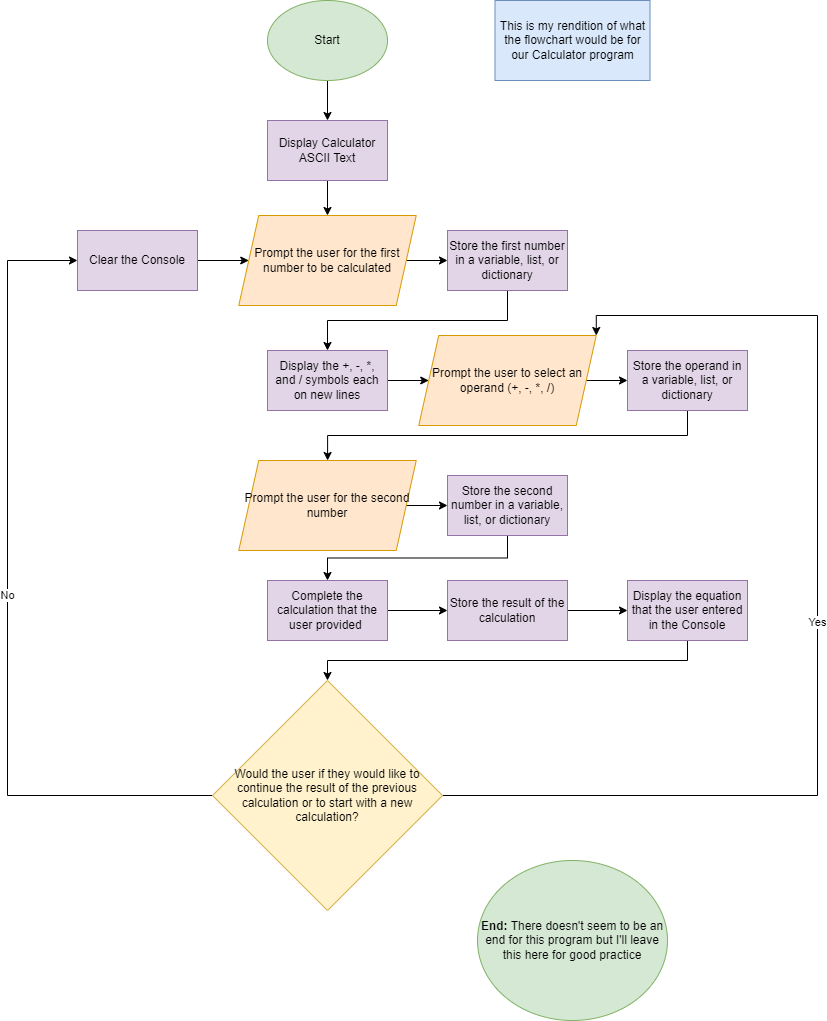 Start
This is my rendition of what
the flowchart would be for
our Calculator program
Display Calculator
ASCII Text
Clear the Console
Prompt the user for the first
number to be calculated
Store the first number
in a variable, list, or
dictionary
Display the +, -, *,
and / symbols each
on new lines
Prompt the user to select an
operand (+, -, *, /)
Store the operand in
a variable, list, or
dictionary
Prompt the user for the second
number
Store the second
number in a variable,
list, or dictionary
Complete the
calculation that the
user provided
Store the result of the
calculation
Display the equation
that the user entered
in the Console
No
Yes
Would the user if they would like to
continue the result of the previous
calculation or to start with a new
calculation?
End: There doesn't seem to be an
end for this program but I'll leave
this here for good practice